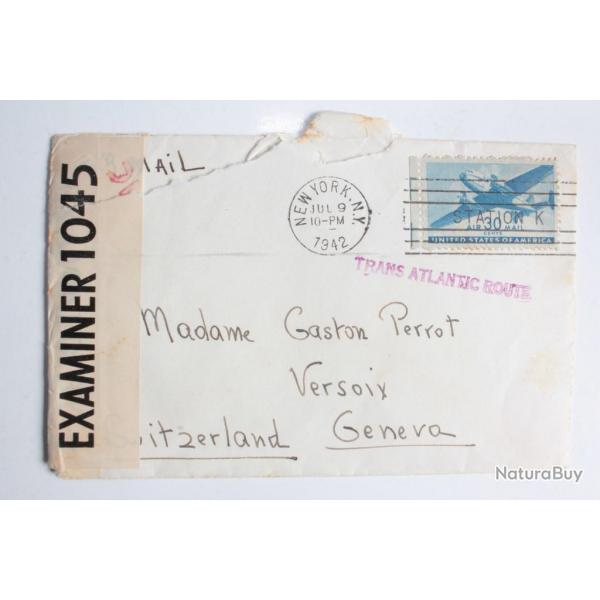 MAIL
NEW YORK, N.Y.
JUL 9
10-PM
1942
STATION K
30
AIR MAIL
CENTS
UNITED STATES OF AMERICA
TRANS ATLANTIC ROUTE
EXAMINER 1045
Madame Gaston Perrot
Versoix
itzerland Geneva
NaturaBuy